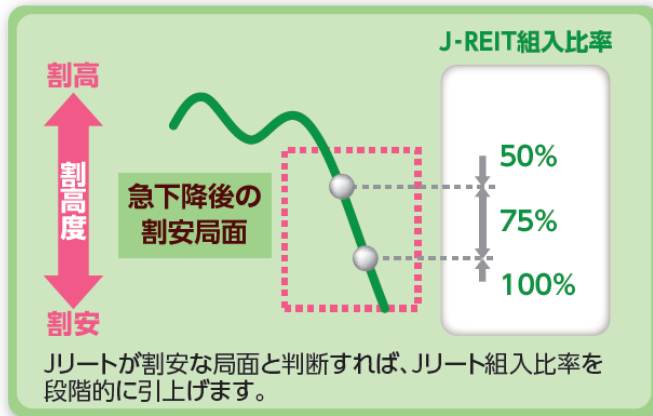 J-REIT組入比率
割高
割高度
割安
急下降後の
割安局面
50%
75%
100%
Jリートが割安な局面と判断すれば、Jリート組入比率を
段階的に引上げます。